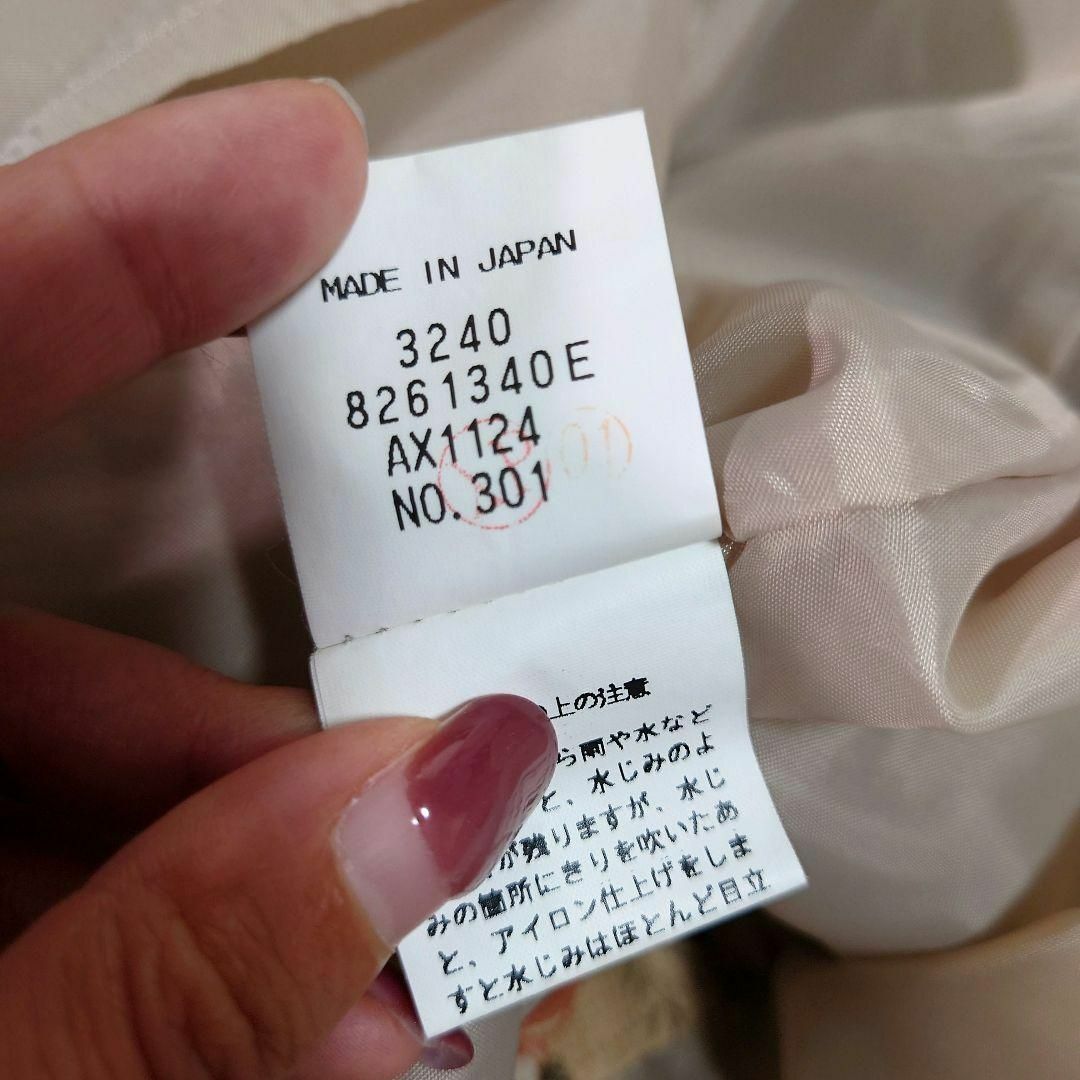 MADE IN JAPAN
3240
8261340E
AX1124
NO.301
上の注意
ら雨や水など
と、水じみのよ
が残りますが、水じ
みの箇所にきりを吹いたあ
と、アイロン仕上げをしま
すと水じみはほとんど目立